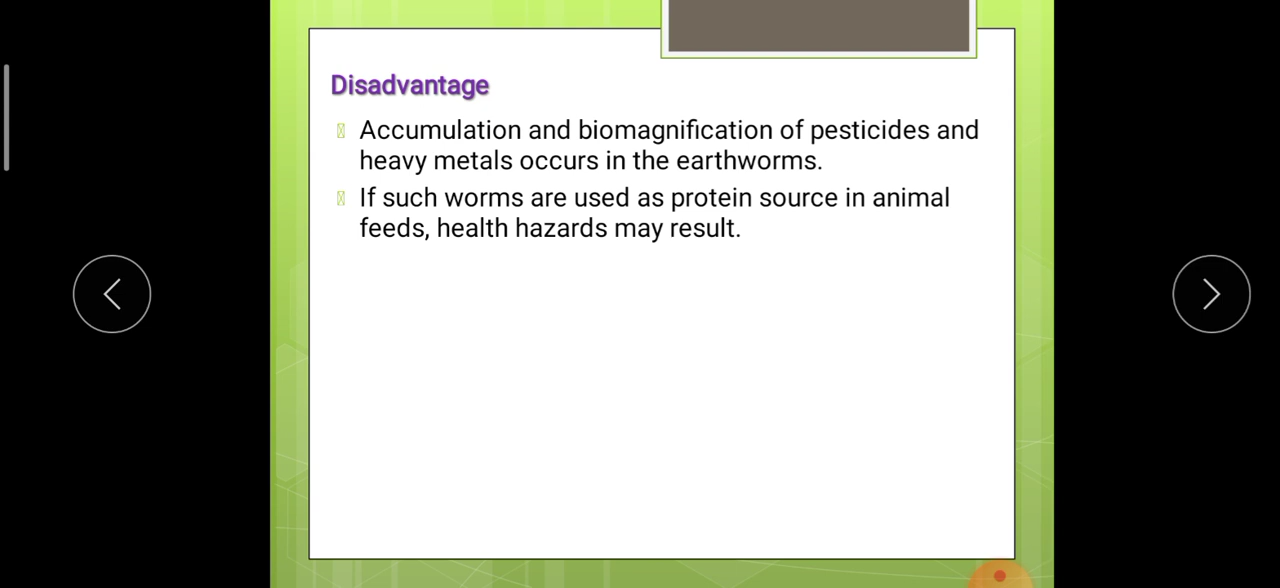 Disadvantage
Accumulation and biomagnification of pesticides and
heavy metals occurs in the earthworms.
If such worms are used as protein source in animal
feeds, health hazards may result.